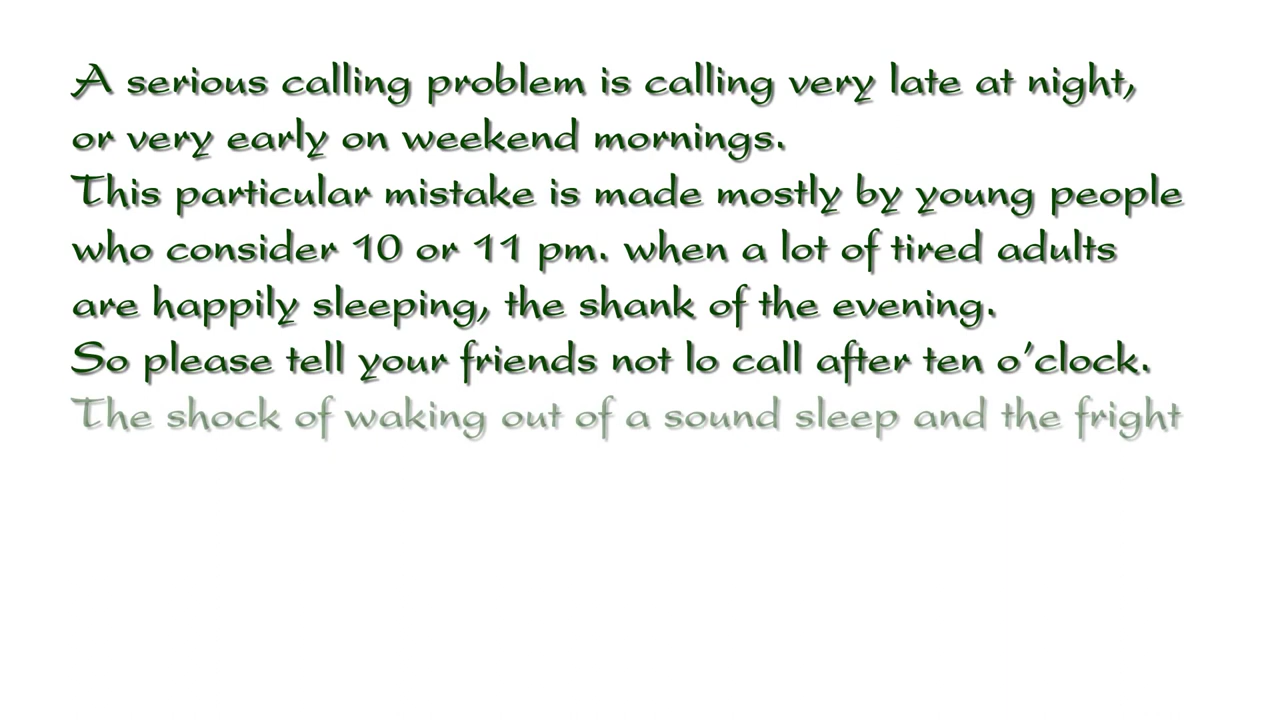 A serious calling problem is calling very late at night,
or very early on weekend mornings.
This particular mistake is made mostly by young people
who consider 10 or 11 pm. when a lot of tired adults
are happily sleeping, the shank of the evening.
So please tell your friends not lo call after ten o'clock.
The shock of waking out of a sound sleep and the fright